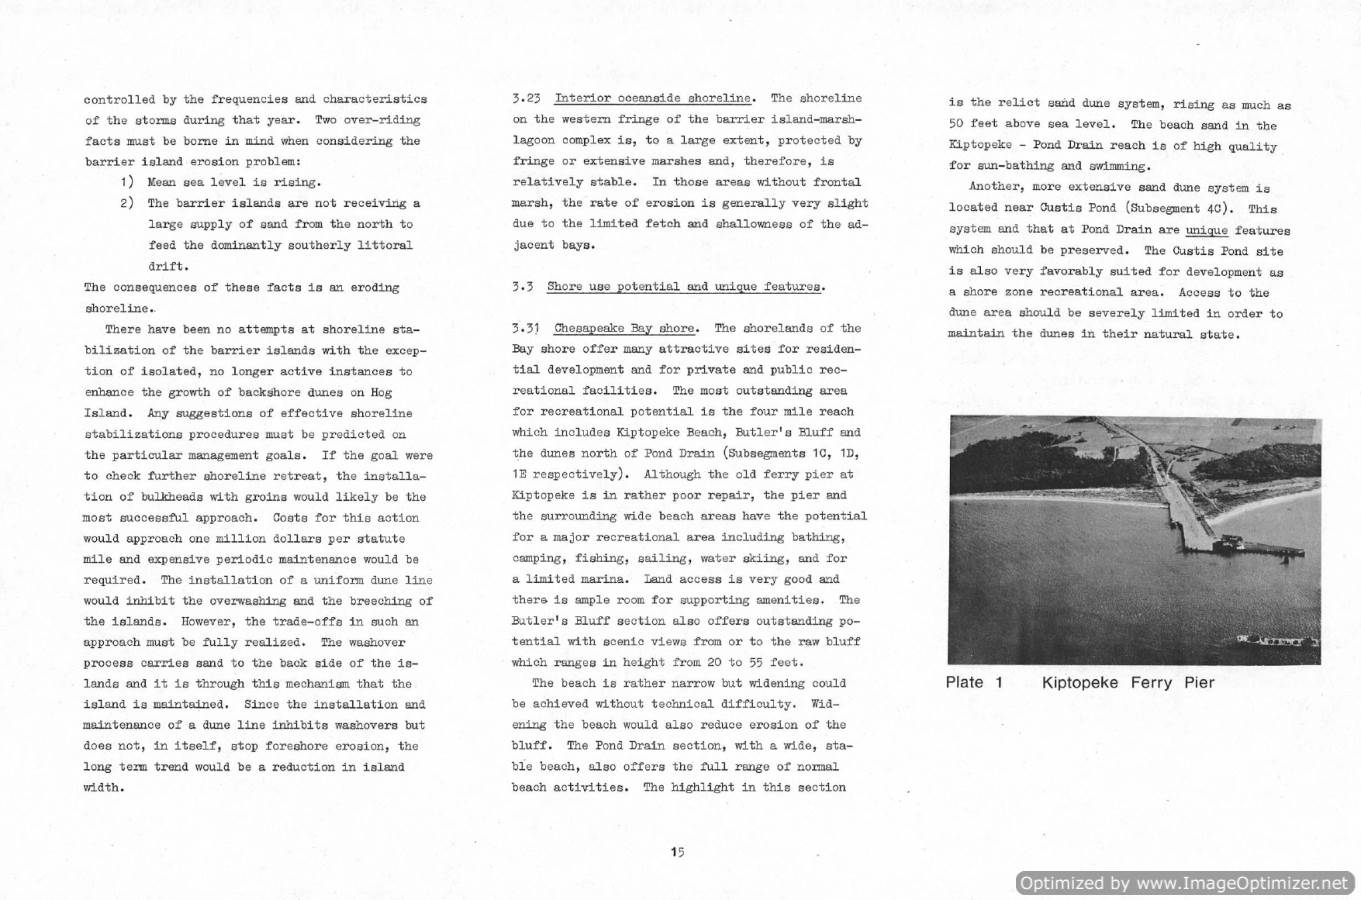 controlled by the frequencies and characteristics
of the storms during that year.  Two over-riding
facts must be borne in mind when considering the
barrier island erosion problem:
1)  Mean sea level is rising.
2)  The barrier islands are not receiving a
large supply of sand from the north to
feed the dominantly southerly littoral
drift.
The consequences of these facts is an eroding
shoreline.
There have been no attempts at shoreline sta-
bilization of the barrier islands with the excep-
tion of isolated, no longer active instances to
enhance the growth of backshore dunes on Hog
Island.  Any suggestions of effective shoreline
stabilizations procedures must be predicted on
the particular management goals.  If the goal were
to check further shoreline retreat, the installa-
tion of bulkheads with groins would likely be the
most successful approach.  Costs for this action
would approach one million dollars per statute
mile and expensive periodic maintenance would be
required.  The installation of a uniform dune line
would inhibit the overwashing and the breeching of
the islands.  However, the trade-offs in such an
approach must be fully realized.  The washover
process carries sand to the back side of the is-
lands and it is through this mechanism that the
island is maintained.  Since the installation and
maintenance of a dune line inhibits washovers but
does not, in itself, stop foreshore erosion, the
long term trend would be a reduction in island
width.
3.23  Interior oceanside shoreline.  The shoreline
on the western fringe of the barrier island-marsh-
lagoon complex is, to a large extent, protected by
fringe or extensive marshes and, therefore, is
relatively stable.  In those areas without frontal
marsh, the rate of erosion is generally very slight
due to the limited fetch and shallowness of the ad-
jacent bays.
3.3  Shore use potential and unique features.
3.31  Chesapeake Bay shore.  The shorelands of the
Bay shore offer many attractive sites for residen-
tial development and for private and public rec-
reational facilities.  The most outstanding area
for recreational potential is the four mile reach
which includes Kiptopeke Beach, Butler's Bluff and
the dunes north of Pond Drain (Subsegments 1C, 1D,
1E respectively).  Although the old ferry pier at
Kiptopeke is in rather poor repair, the pier and
the surrounding wide beach areas have the potential
for a major recreational area including bathing,
camping, fishing, sailing, water skiing, and for
a limited marina.  Land access is very good and
there is ample room for supporting amenities.  The
Butler's Bluff section also offers outstanding po-
tential with scenic views from or to the raw bluff
which ranges in height from 20 to 55 feet.
The beach is rather narrow but widening could
be achieved without technical difficulty.  Wid-
ening the beach would also reduce erosion of the
bluff.  The Pond Drain section, with a wide, sta-
ble beach, also offers the full range of normal
beach activities.  The highlight in this section
is the relict sand dune system, rising as much as
50 feet above sea level.  The beach sand in the
Kiptopeke - Pond Drain reach is of high quality
for sun-bathing and swimming.
Another, more extensive sand dune system is
located near Custis Pond (Subsegment 4C).  This
system and that at Pond Drain are unique features
which should be preserved.  The Custis Pond site
is also very favorably suited for development as
a shore zone recreational area.  Access to the
dune area should be severely limited in order to
maintain the dunes in their natural state.
Plate 1  Kiptopeke Ferry Pier
15
Optimized by www.ImageOptimizer.net